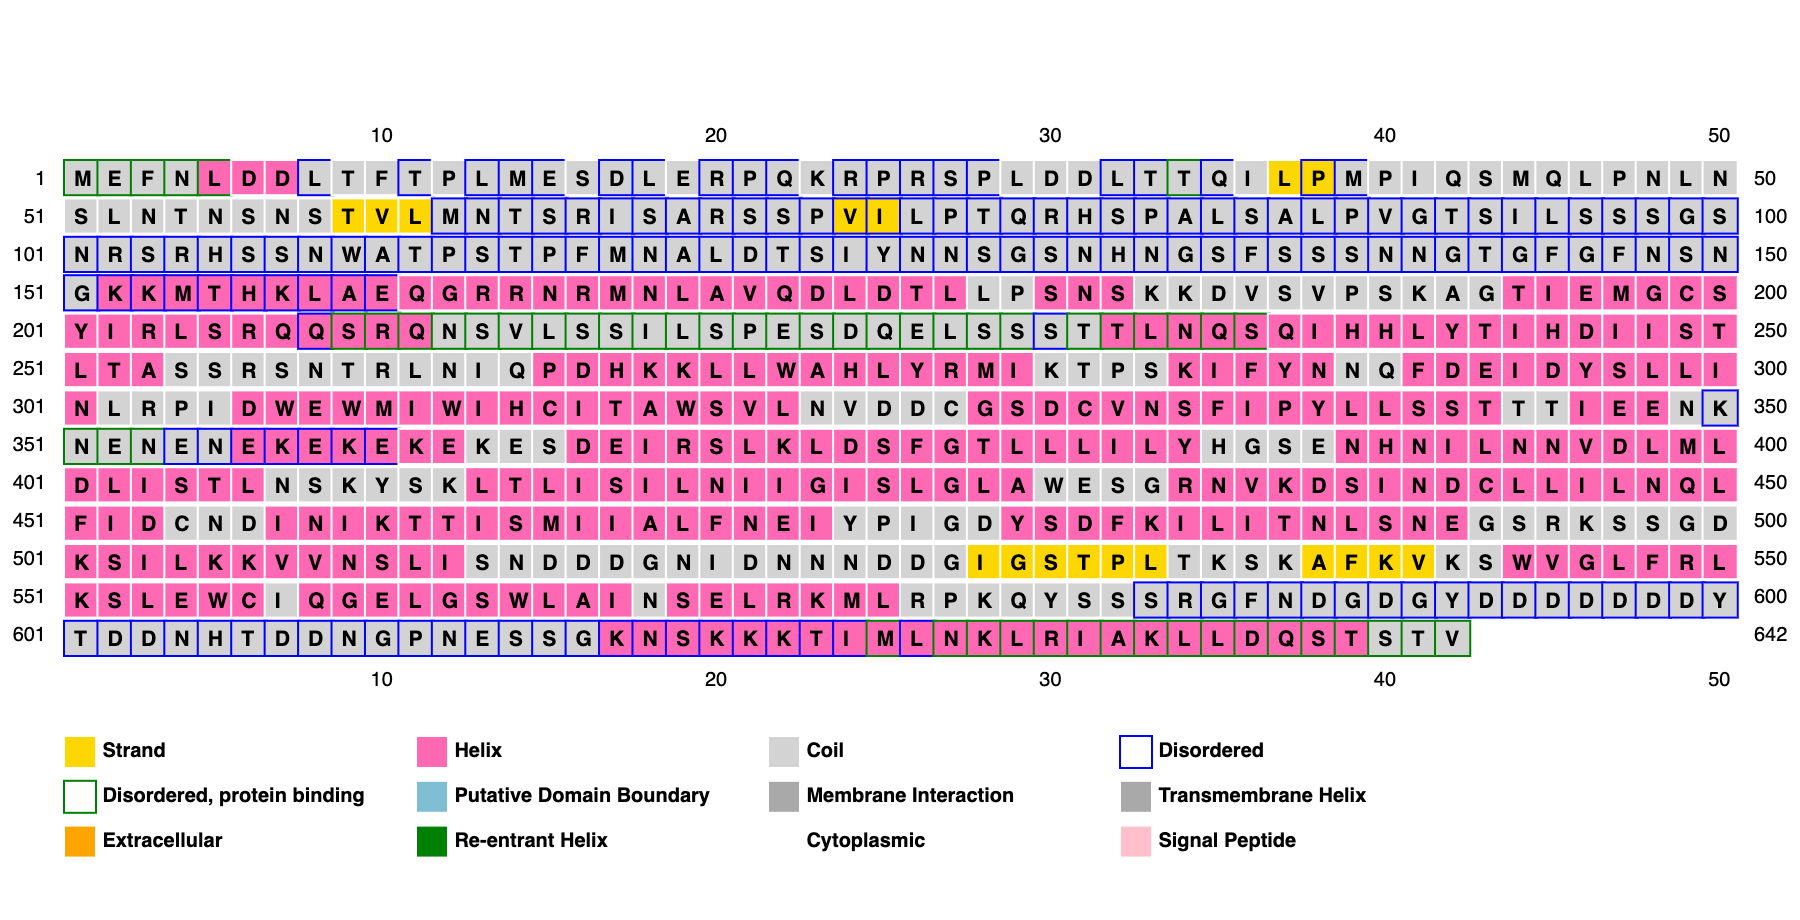 10 20 30 40 50
1 M E F N L D D L T F T P L M E S D L E R P Q K R P R S P L D D L T T Q I L P M P I Q S M Q L P N L N 50
51 S L N T N S N S T V L M N T S R I S A R S S P V I L P T Q R H S P A L S A L P V G T S I L S S S G S 100
101 N R S R H S S N W A T P S T P F M N A L D T S I Y N N S G S N H N G S F S S S N N G T G F G F N S N 150
151 G K K M T H K L A E Q G R R N R M N L A V Q D L D T L L P S N S K K D V S V P S K A G T I E M G C S 200
201 Y I R L S R Q Q S R Q N S V L S S I L S P E S D Q E L S S S T T L N Q S Q I H H L Y T I H D I I S T 250
251 L T A S S R S N T R L N I Q P D H K K L L W A H L Y R M I K T P S K I F Y N N Q F D E I D Y S L L I 300
301 N L R P I D W E W M I W I H C I T A W S V L N V D D C G S D C V N S F I P Y L L S S T T T I E E N K 350
351 N E N E N E K E K E K E K E S D E I R S L K L D S F G T L L L I L Y H G S E N H N I L N N V D L M L 400
401 D L I S T L N S K Y S K L T L I S I L N I I G I S L G L A W E S G R N V K D S I N D C L L I L N Q L 450
451 F I D C N D I N I K T T I S M I I A L F N E I Y P I G D Y S D F K I L I T N L S N E G S R K S S G D 500
501 K S I L K K V V N S L I S N D D D G N I D N N N D D G I G S T P L T K S K A F K V K S W V G L F R L 550
551 K S L E W C I Q G E L G S W L A I N S E L R K M L R P K Q Y S S S R G F N D G D G Y D D D D D D D Y 600
601 T D D N H T D D N G P N E S S G K N S K K K T I M L N K L R I A K L L D Q S T S T V 642
10 20 30 40 50
Strand Helix Coil Disordered
Disordered, protein binding Putative Domain Boundary Membrane Interaction Transmembrane Helix
Extracellular Re-entrant Helix Cytoplasmic Signal Peptide